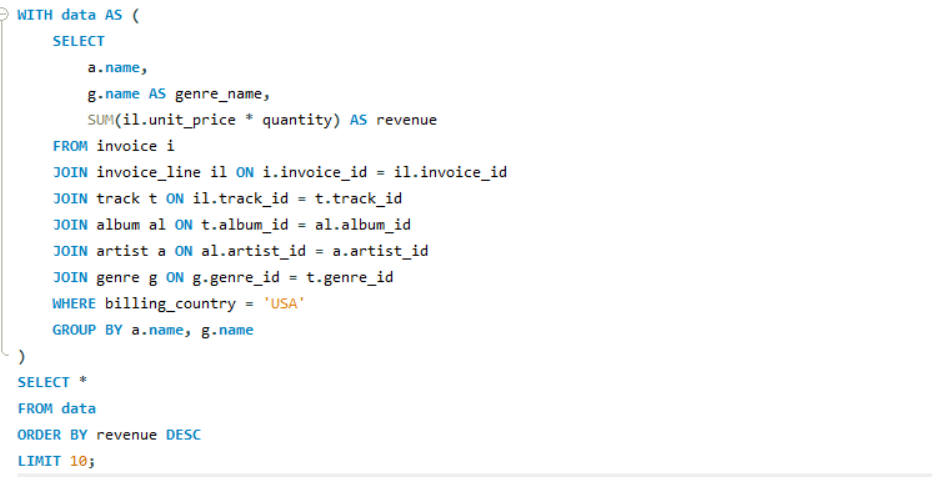 WITH data AS (
    SELECT
        a.name,
        g.name AS genre_name,
        SUM(il.unit_price * quantity) AS revenue
    FROM invoice i
    JOIN invoice_line il ON i.invoice_id = il.invoice_id
    JOIN track t ON il.track_id = t.track_id
    JOIN album al ON t.album_id = al.album_id
    JOIN artist a ON al.artist_id = a.artist_id
    JOIN genre g ON g.genre_id = t.genre_id
    WHERE billing_country = 'USA'
    GROUP BY a.name, g.name
)
SELECT *
FROM data
ORDER BY revenue DESC
LIMIT 10;